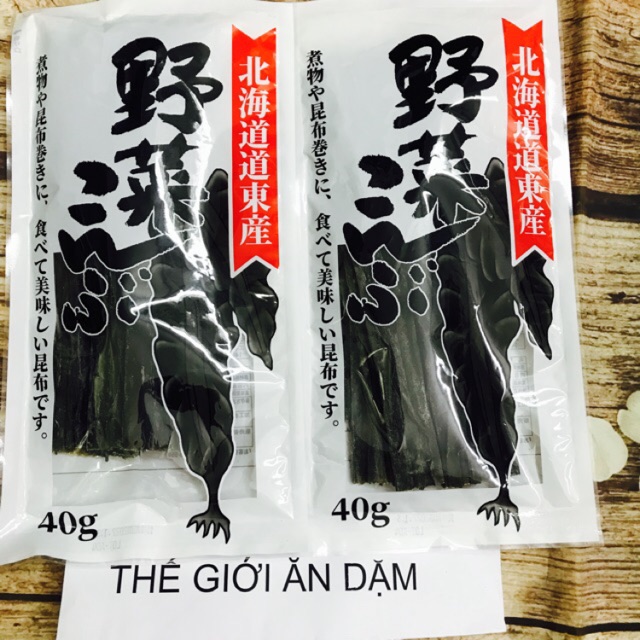 北海道道東産
野菜
こんぶ
煮物や昆布巻きに、食べて美味しい昆布です。
40g
北海道道東産
野菜
こんぶ
煮物や昆布巻きに、食べて美味しい昆布です。
40g
THẾ GIỚI ĂN DẶM